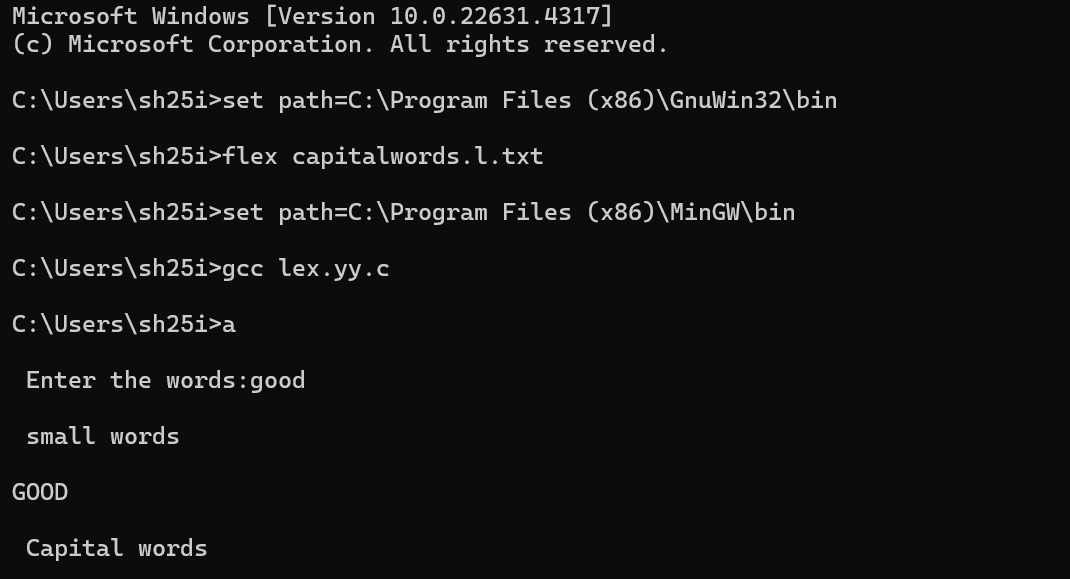 Microsoft Windows [Version 10.0.22631.4317]
(c) Microsoft Corporation. All rights reserved.
C:\Users\sh25i>set path=C:\Program Files (x86)\GnuWin32\bin
C:\Users\sh25i>flex capitalwords.l.txt
C:\Users\sh25i>set path=C:\Program Files (x86)\MinGW\bin
C:\Users\sh25i>gcc lex.yy.c
C:\Users\sh25i>a
Enter the words:good
small words
GOOD
Capital words